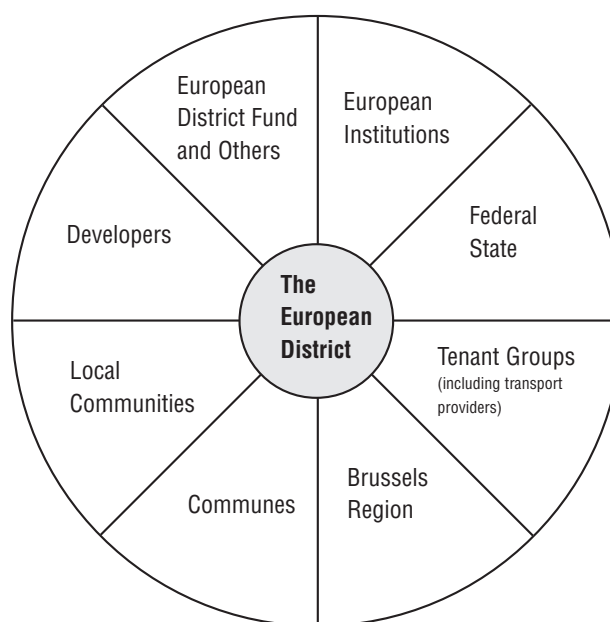 European
District Fund
and Others
European
Institutions
Federal
State
Developers
The
European
District
Tenant Groups
(including transport
providers)
Local
Communities
Brussels
Region
Communes